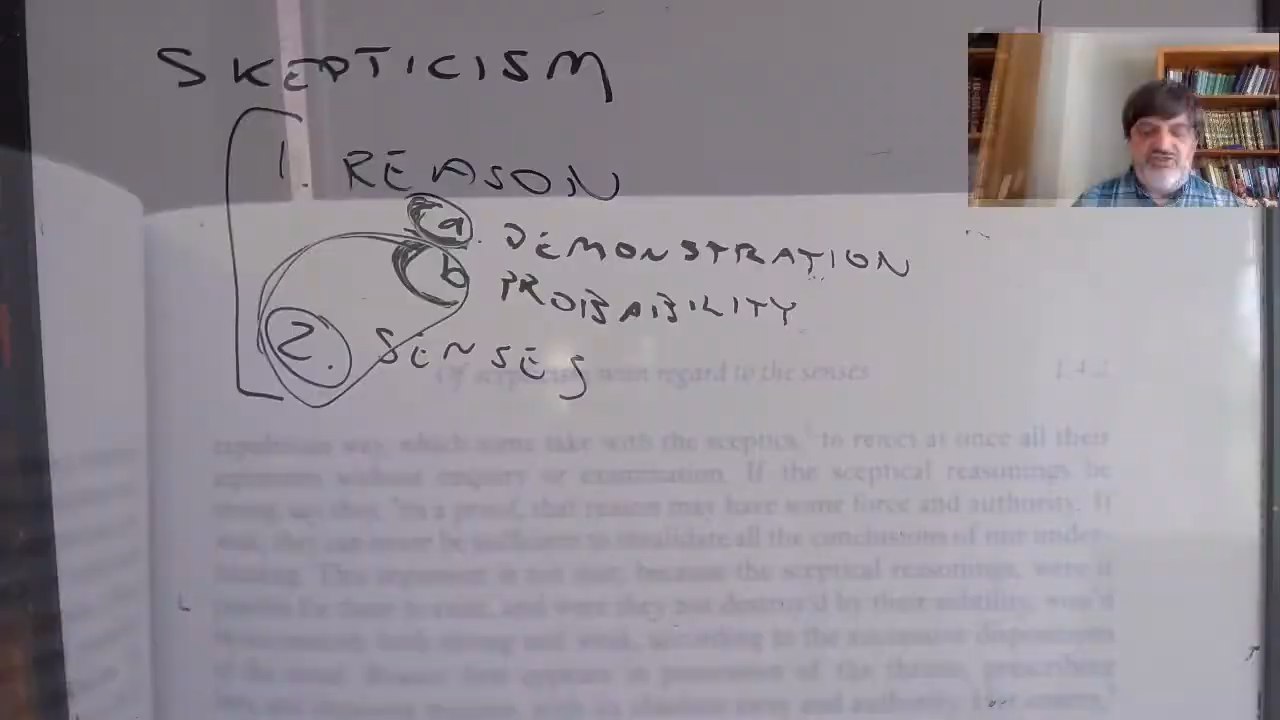 SKEPTICISM
1. REASON
a. DEMONSTRATION
b PROBABILITY
2. SENSES
Of scepticism with regard to the senses 1.4.2
expeditious way, which some take with the sceptics, to reject at once all their
arguments without enquiry or examination. If the sceptical reasonings be
strong, say they, 'tis a proof, that reason may have some force and authority. If
weak, they can never be sufficient to invalidate all the conclusions of our under-
standing. This argument is not just; because the sceptical reasonings, were it
possible for them to exist, and were they not destroy'd by their subtility, wou'd
be successively both strong and weak, according to the successive dispositions
of the mind. Reason first appears in possession of the throne, prescribing
laws, and imposing maxims, with an absolute sway and authority. Her enemy,